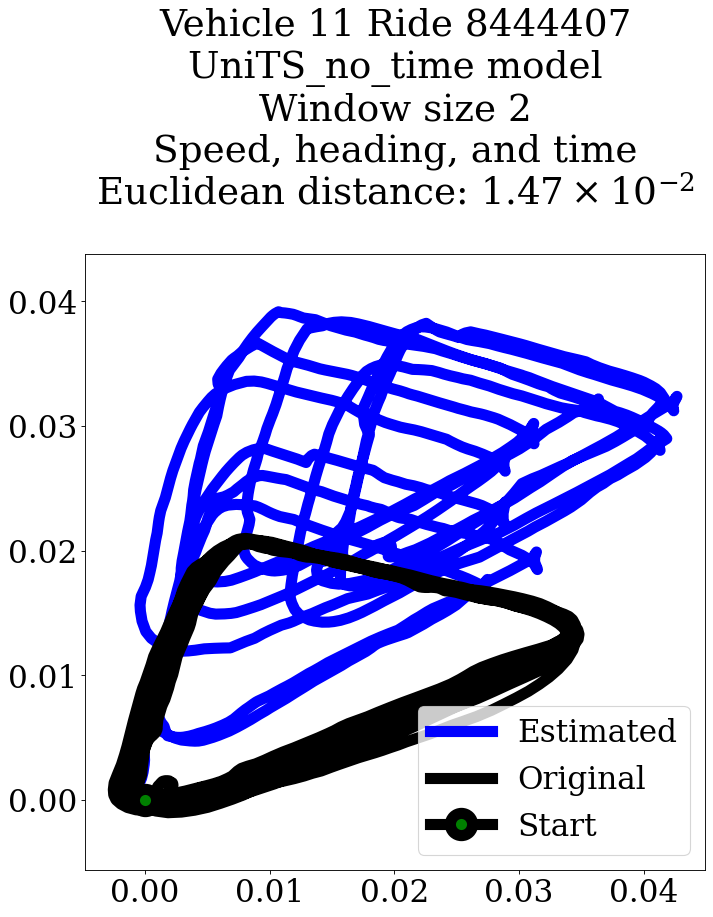 Vehicle 11 Ride 8444407
UniTS_no_time model
Window size 2
Speed, heading, and time
Euclidean distance: 1.47 × 10⁻²
0.04
0.03
0.02
0.01
0.00
Estimated
Original
Start
0.00 0.01 0.02 0.03 0.04